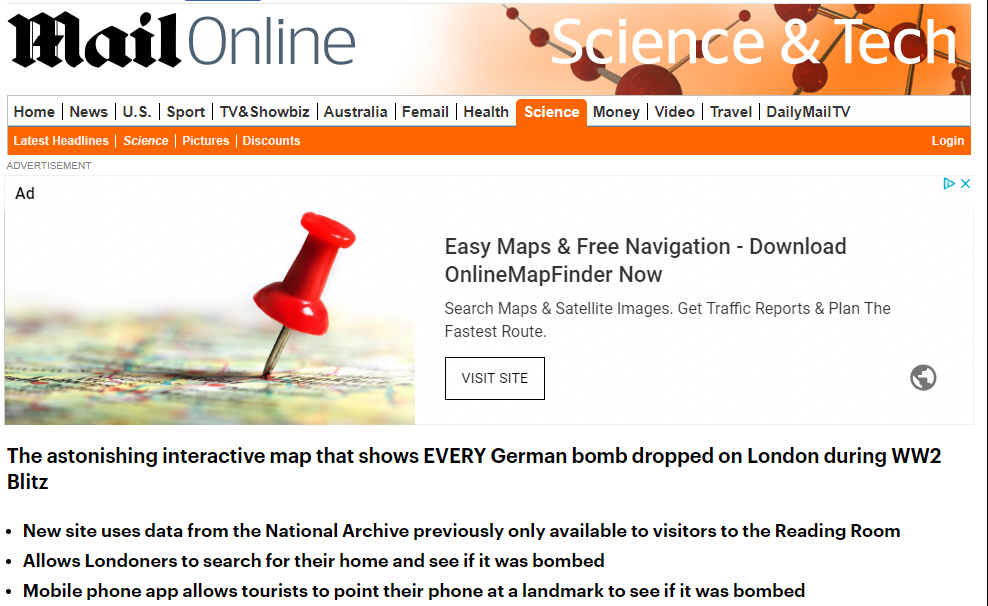 Mail Online
Science & Tech
Home News U.S. Sport TV&Showbiz Australia Femail Health Science Money Video Travel DailyMailTV
Latest Headlines Science Pictures Discounts Login
ADVERTISEMENT
Ad
Easy Maps & Free Navigation - Download
OnlineMapFinder Now
Search Maps & Satellite Images. Get Traffic Reports & Plan The
Fastest Route.
VISIT SITE
The astonishing interactive map that shows EVERY German bomb dropped on London during WW2
Blitz
• New site uses data from the National Archive previously only available to visitors to the Reading Room
• Allows Londoners to search for their home and see if it was bombed
• Mobile phone app allows tourists to point their phone at a landmark to see if it was bombed